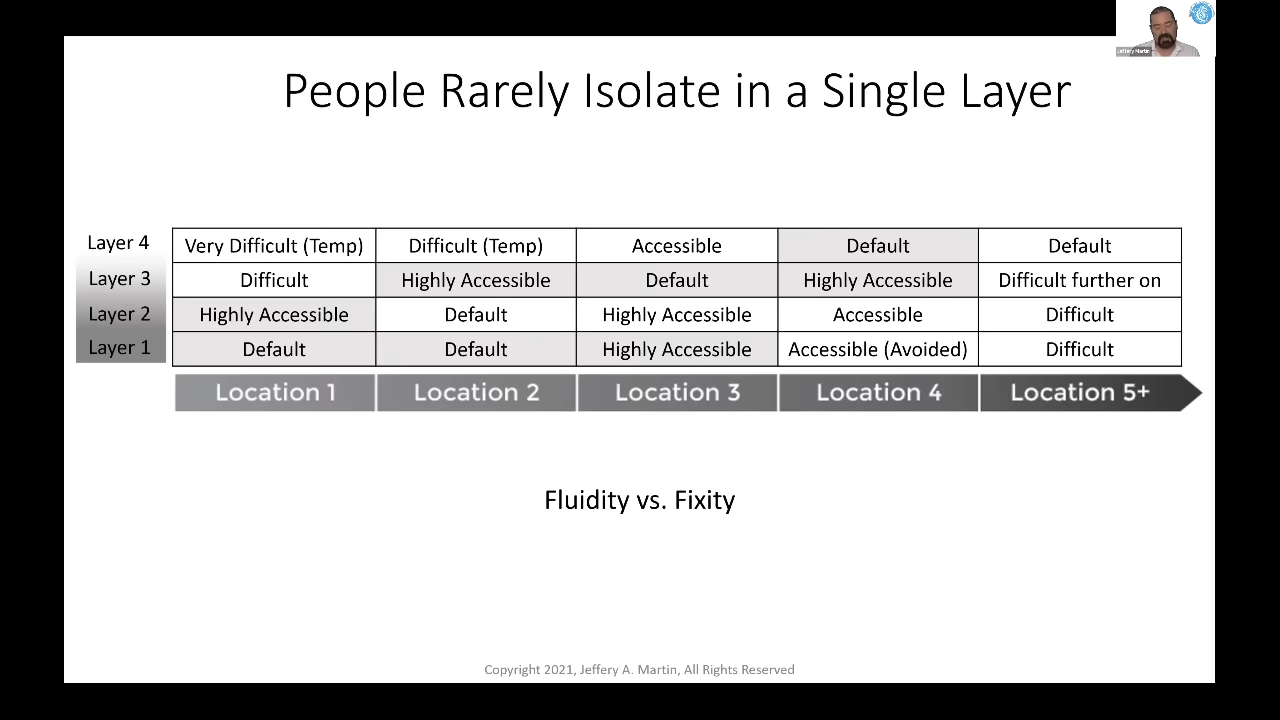 Jeffery Martin
People Rarely Isolate in a Single Layer
Layer 4 Very Difficult (Temp) Difficult (Temp) Accessible Default Default
Layer 3 Difficult Highly Accessible Default Highly Accessible Difficult further on
Layer 2 Highly Accessible Default Highly Accessible Accessible Difficult
Layer 1 Default Default Highly Accessible Accessible (Avoided) Difficult
Location 1 Location 2 Location 3 Location 4 Location 5+
Fluidity vs. Fixity
Copyright 2021, Jeffery A. Martin, All Rights Reserved